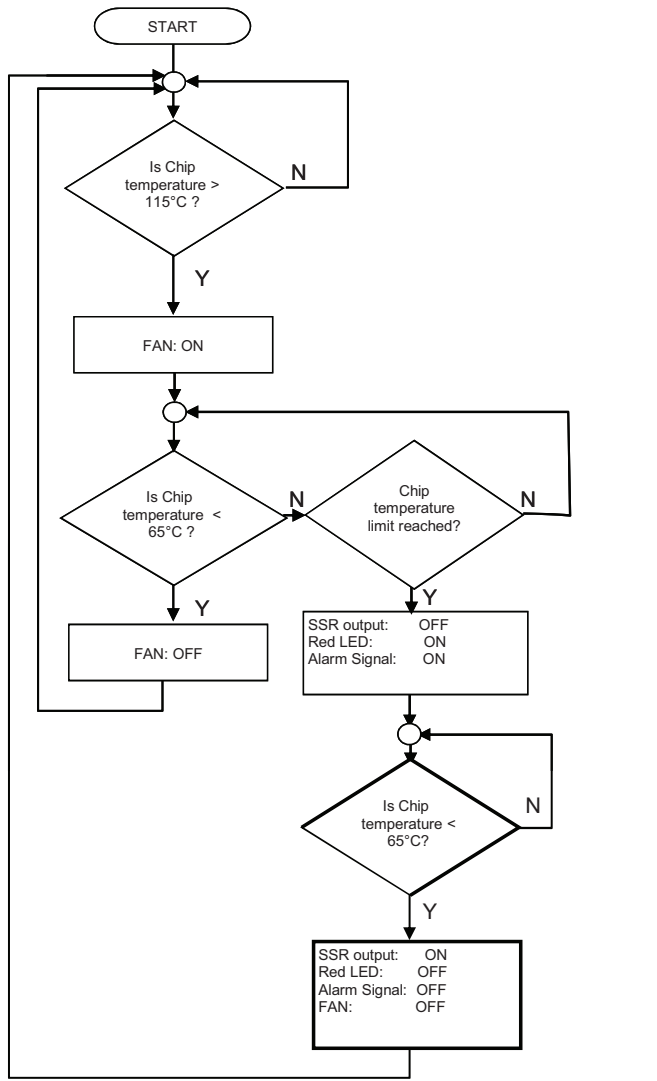 START
Is Chip
temperature >
115°C ?
N
Y
FAN: ON
Is Chip
temperature <
65°C ?
N
Chip
temperature
limit reached?
N
Y
Y
FAN: OFF
SSR output: OFF
Red LED: ON
Alarm Signal: ON
Is Chip
temperature <
65°C?
N
Y
SSR output: ON
Red LED: OFF
Alarm Signal: OFF
FAN: OFF